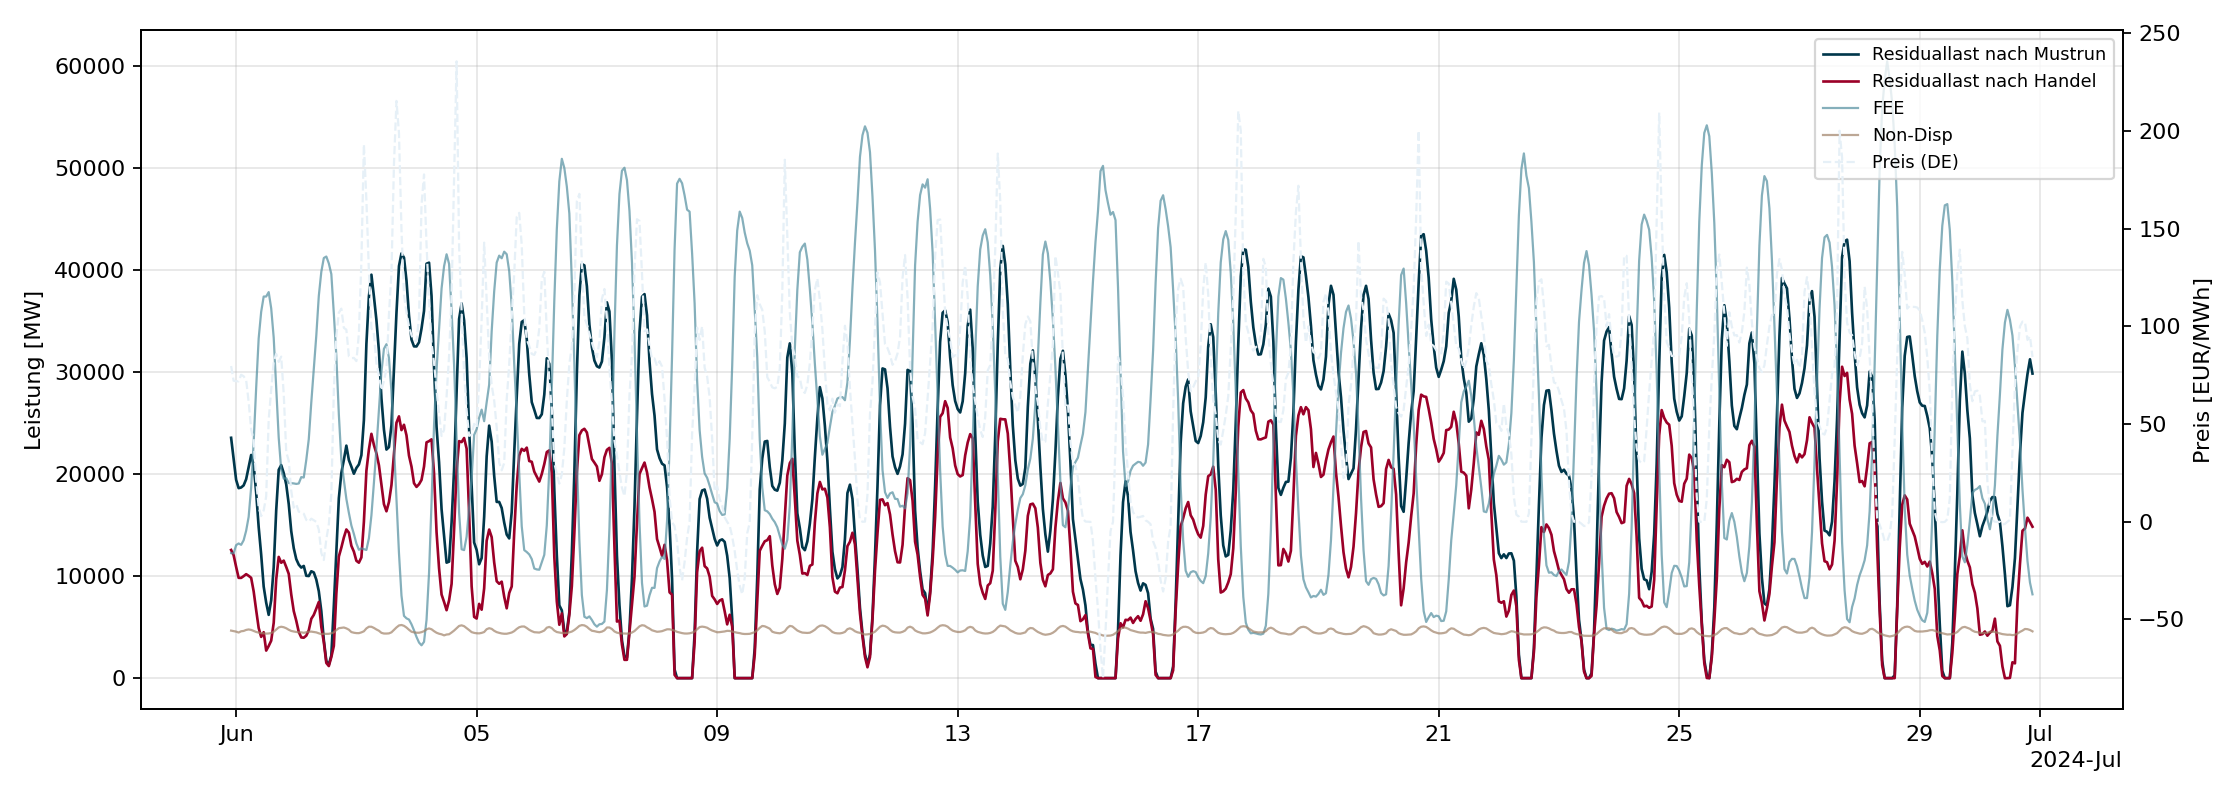 Leistung [MW]
60000
50000
40000
30000
20000
10000
0
Residuallast nach Mustrun
Residuallast nach Handel
FEE
Non-Disp
Preis (DE)
250
200
150
100
50
0
−50
Preis [EUR/MWh]
Jun 05 09 13 17 21 25 29 Jul
2024-Jul